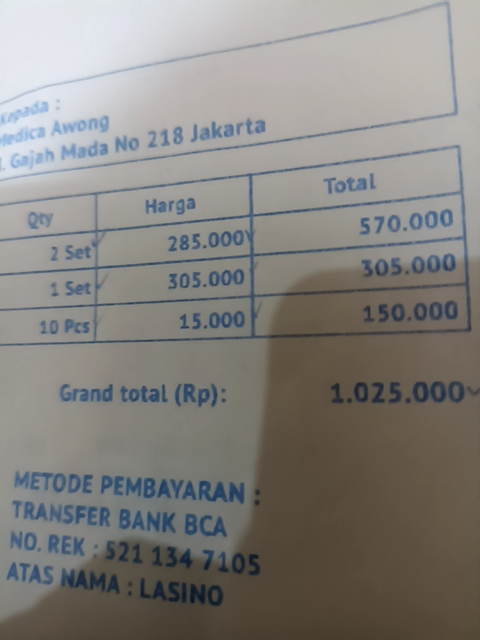 Kepada :
Medica Awong
Gajah Mada No 218 Jakarta
Qty Harga Total
2 Set 285.000 570.000
1 Set 305.000 305.000
10 Pcs 15.000 150.000
Grand total (Rp): 1.025.000
METODE PEMBAYARAN :
TRANSFER BANK BCA
NO. REK : 521 134 7105
ATAS NAMA : LASINO